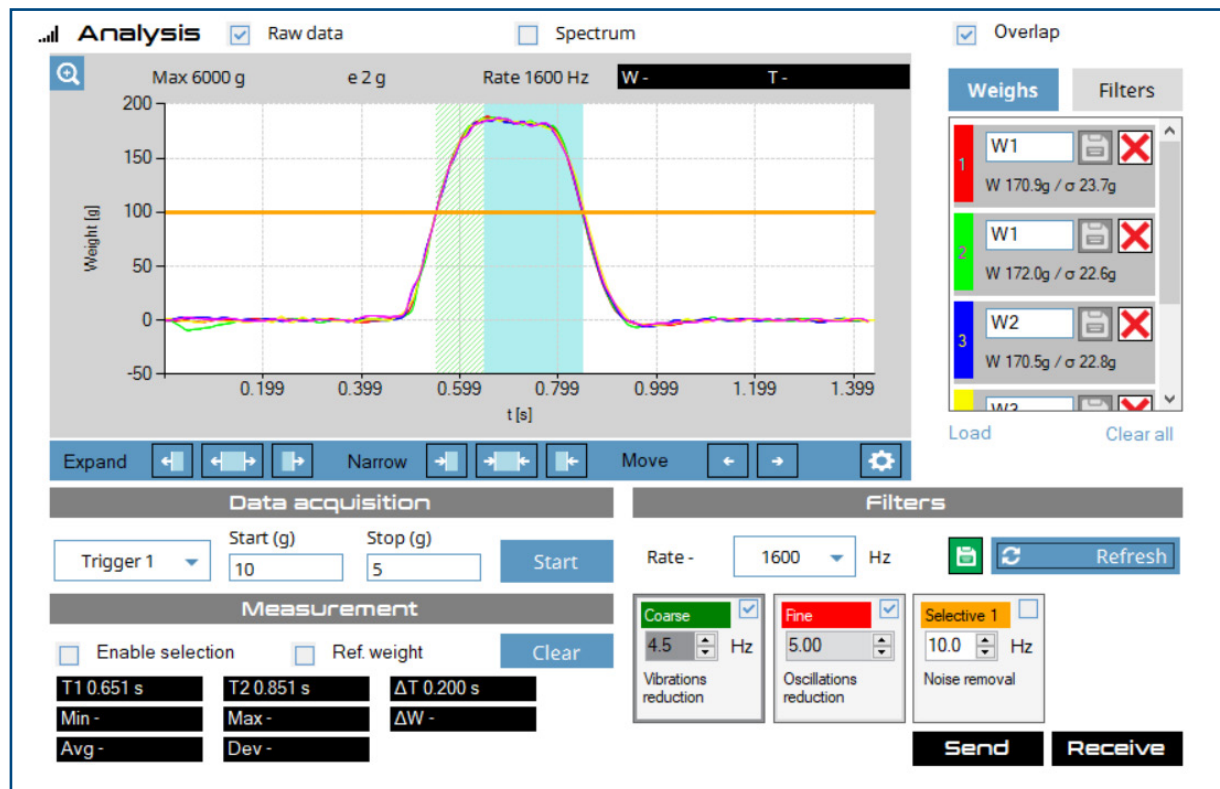 Analysis Raw data Spectrum Overlap
Max 6000 g e 2 g Rate 1600 Hz W - T -
Weighs Filters
200
150
100
50
0
-50
Weight [g]
0.199 0.399 0.599 0.799 0.999 1.199 1.399
t [s]
1 W1
W 170.9g / σ 23.7g
2 W1
W 172.0g / σ 22.6g
3 W2
W 170.5g / σ 22.8g
W3
Load Clear all
Expand Narrow Move
Data acquisition
Trigger 1 Start (g) Stop (g)
10 5 Start
Measurement
Enable selection Ref. weight Clear
T1 0.651 s T2 0.851 s ΔT 0.200 s
Min - Max - ΔW -
Avg - Dev -
Filters
Rate - 1600 Hz Refresh
Coarse
4.5 Hz
Vibrations
reduction
Fine
5.00
Oscillations
reduction
Selective 1
10.0 Hz
Noise removal
Send Receive